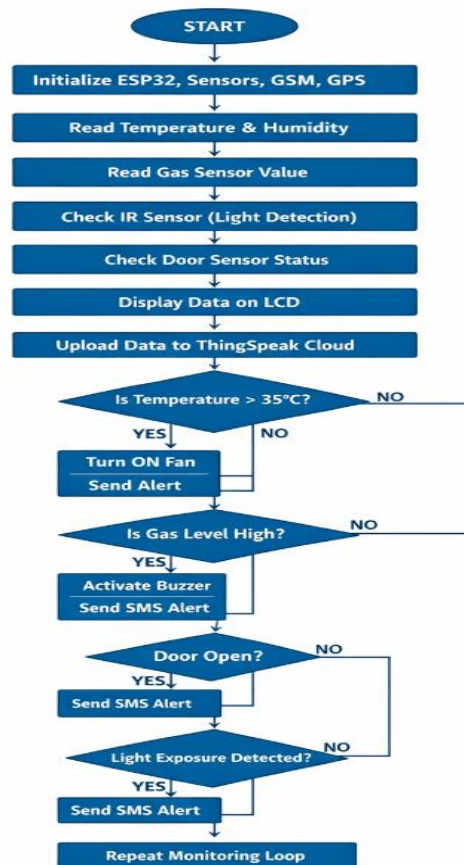 START
Initialize ESP32, Sensors, GSM, GPS
Read Temperature & Humidity
Read Gas Sensor Value
Check IR Sensor (Light Detection)
Check Door Sensor Status
Display Data on LCD
Upload Data to ThingSpeak Cloud
Is Temperature > 35°C?
NO
YES
NO
Turn ON Fan
Send Alert
Is Gas Level High?
NO
YES
Activate Buzzer
Send SMS Alert
Door Open?
NO
YES
Send SMS Alert
Light Exposure Detected?
NO
YES
Send SMS Alert
Repeat Monitoring Loop